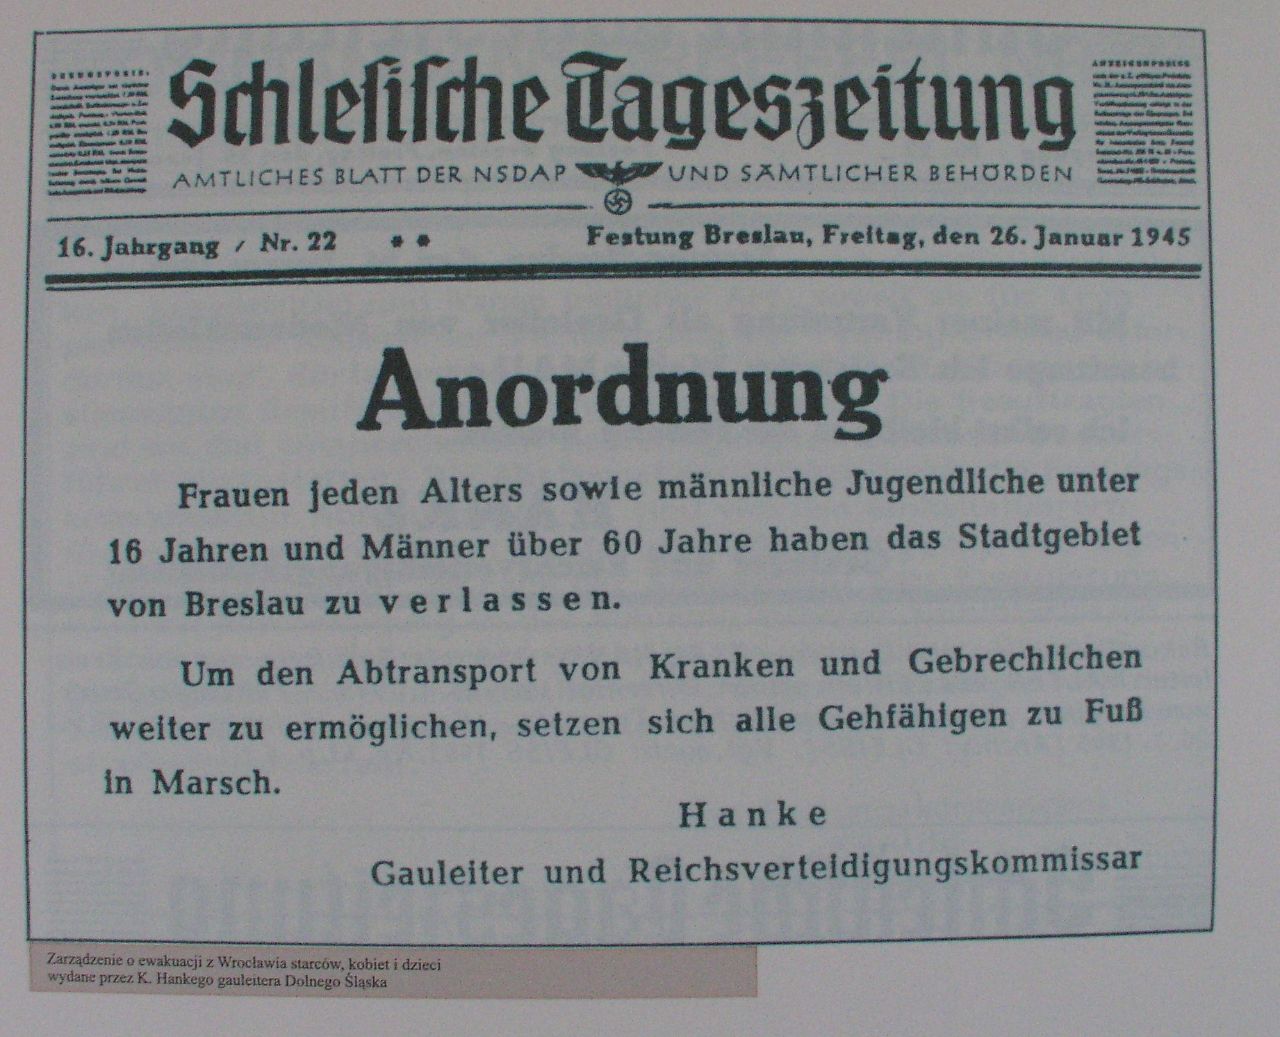 Schlesische Tageszeitung
AMTLICHES BLATT DER NSDAP UND SÄMTLICHER BEHÖRDEN
16. Jahrgang / Nr. 22 * * Festung Breslau, Freitag, den 26. Januar 1945
Anordnung
Frauen jeden Alters sowie männliche Jugendliche unter
16 Jahren und Männer über 60 Jahre haben das Stadtgebiet
von Breslau zu verlassen.
Um den Abtransport von Kranken und Gebrechlichen
weiter zu ermöglichen, setzen sich alle Gehfähigen zu Fuß
in Marsch.
Hanke
Gauleiter und Reichsverteidigungskommissar
Zarządzenie o ewakuacji z Wrocławia starców, kobiet i dzieci
wydane przez K. Hankego gauleitera Dolnego Śląska